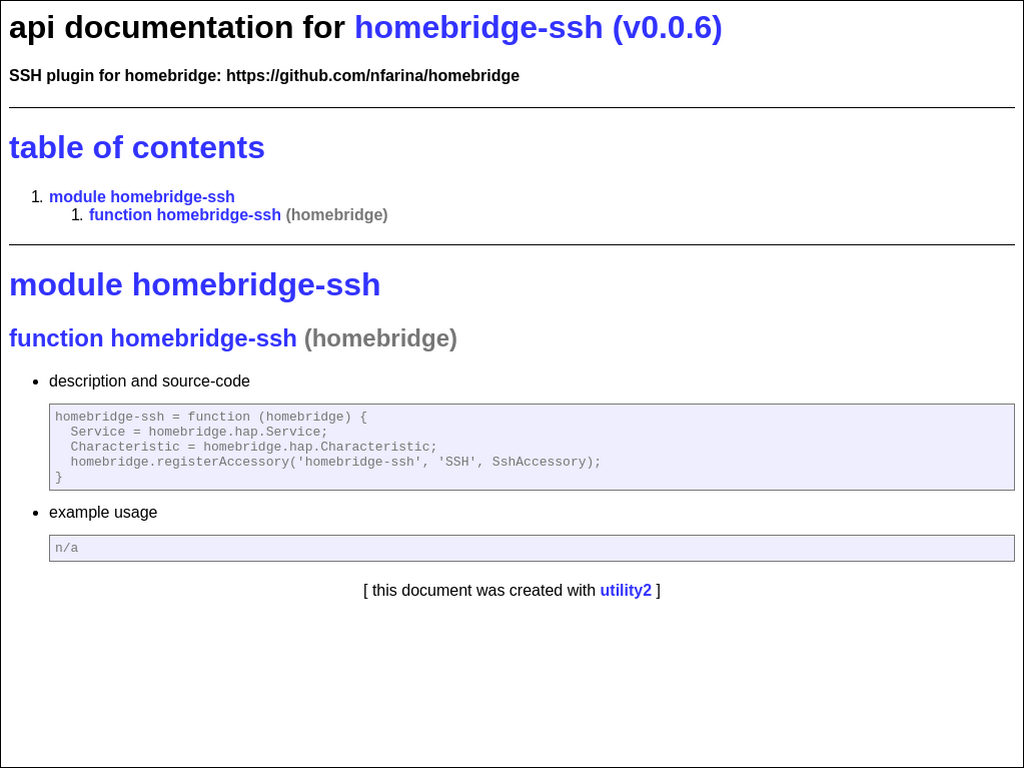 api documentation for homebridge-ssh (v0.0.6)
SSH plugin for homebridge: https://github.com/nfarina/homebridge
table of contents
1. module homebridge-ssh
1. function homebridge-ssh (homebridge)
module homebridge-ssh
function homebridge-ssh (homebridge)
• description and source-code
homebridge-ssh = function (homebridge) {
  Service = homebridge.hap.Service;
  Characteristic = homebridge.hap.Characteristic;
  homebridge.registerAccessory('homebridge-ssh', 'SSH', SshAccessory);
}
• example usage
n/a
[ this document was created with utility2 ]